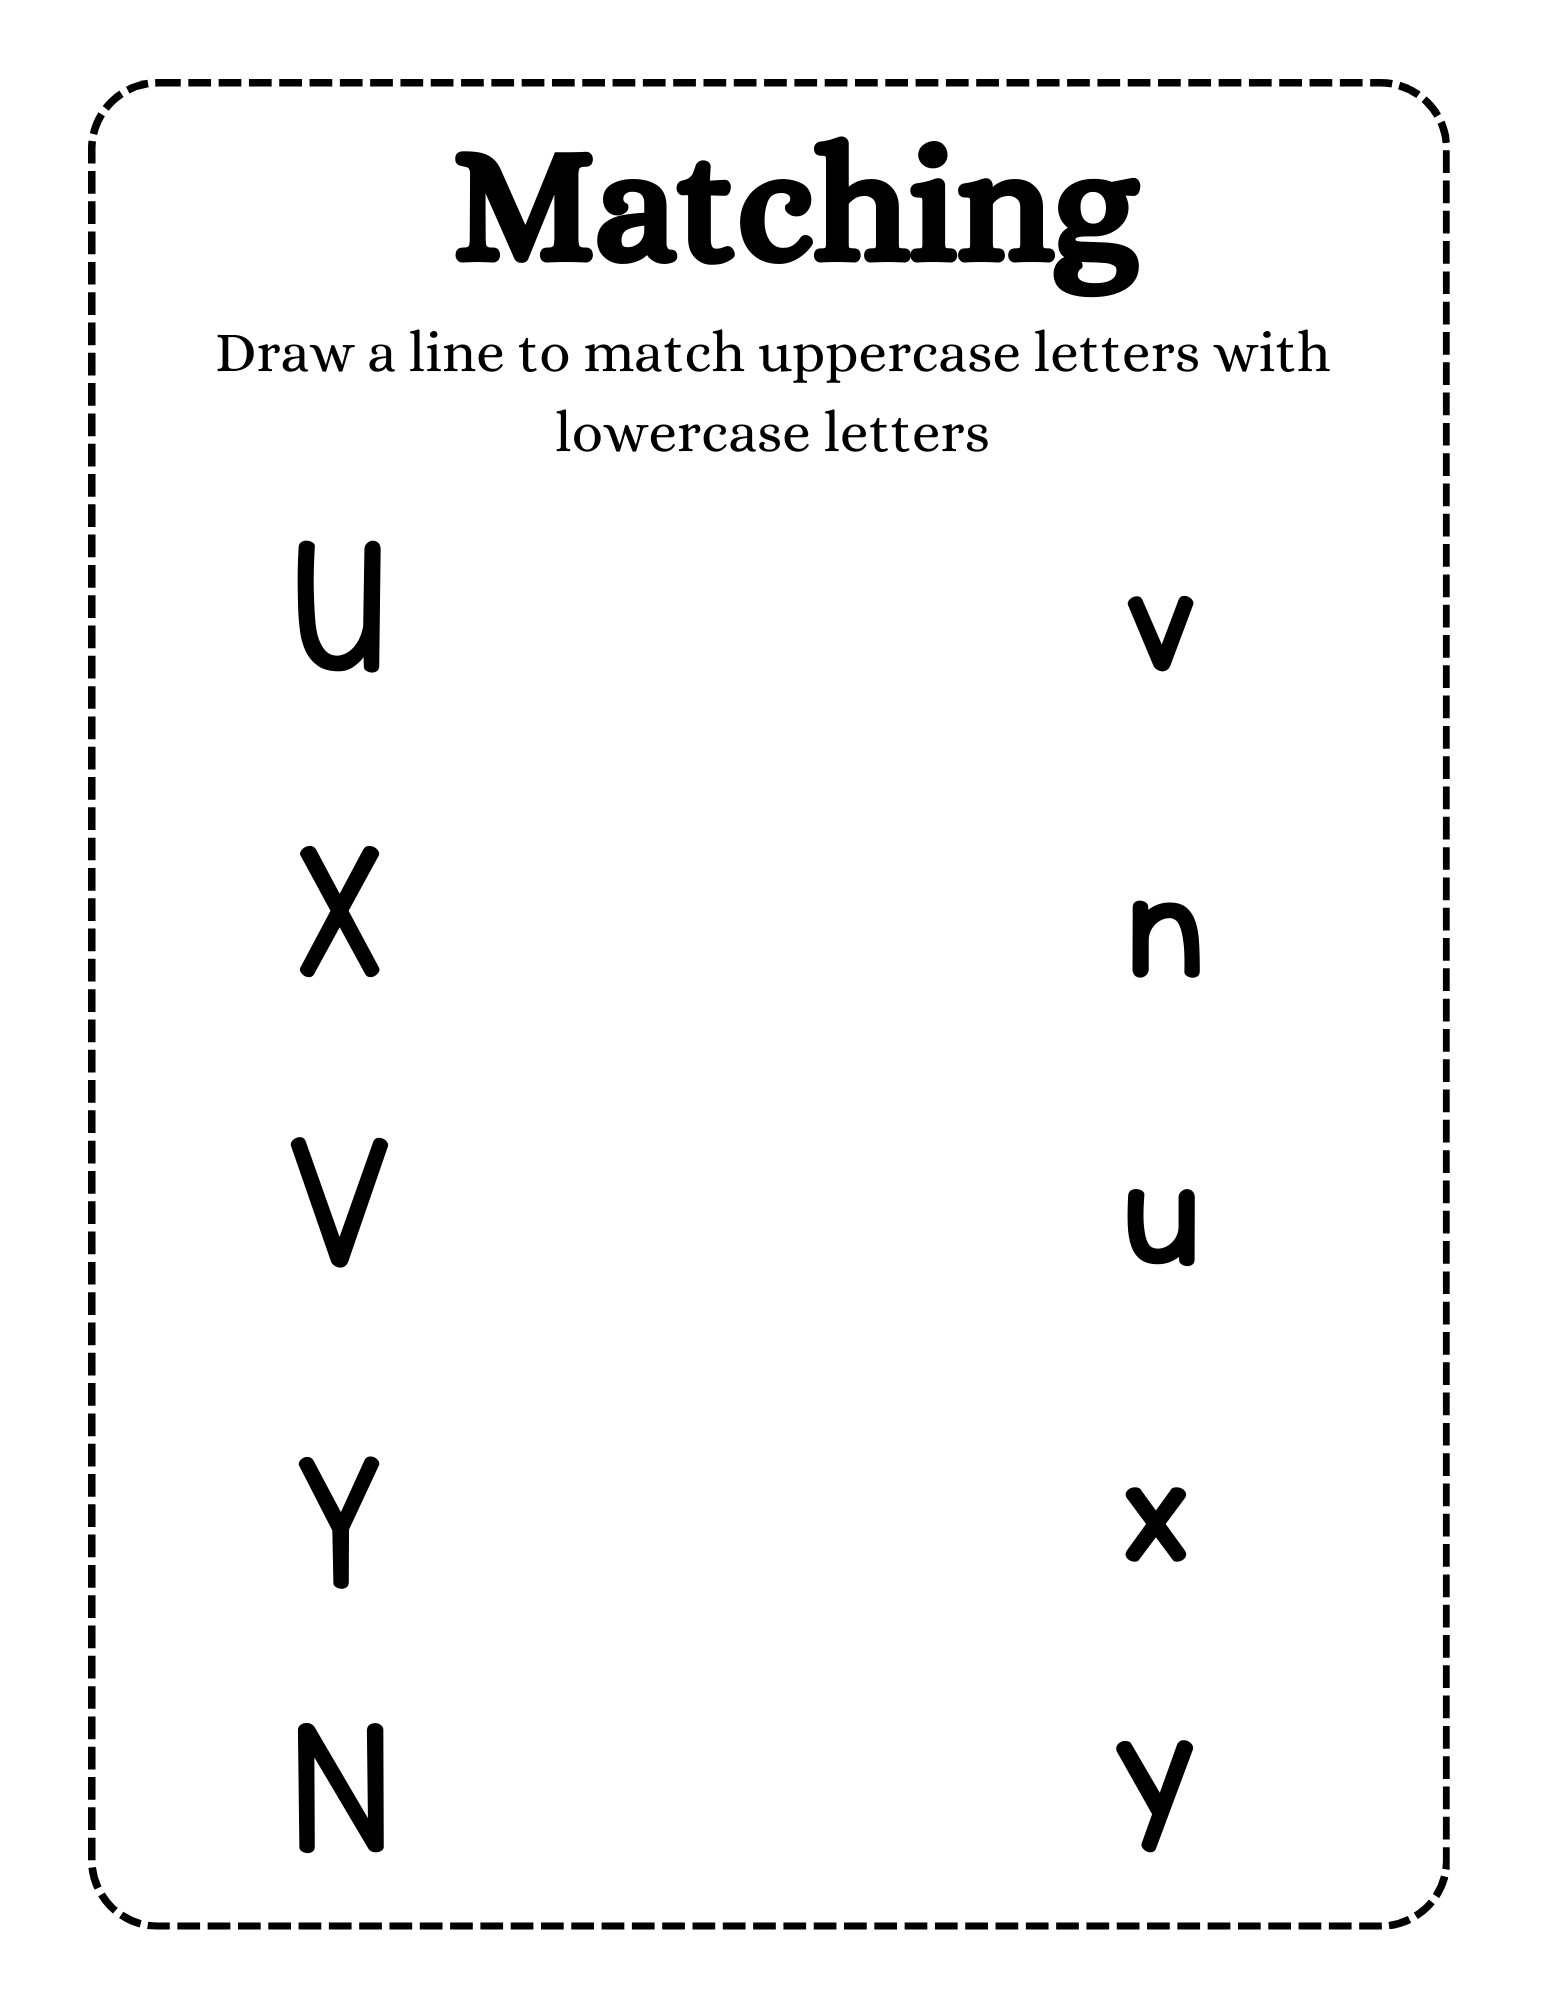 Matching
Draw a line to match uppercase letters with
lowercase letters
U v
X n
V u
Y x
N y